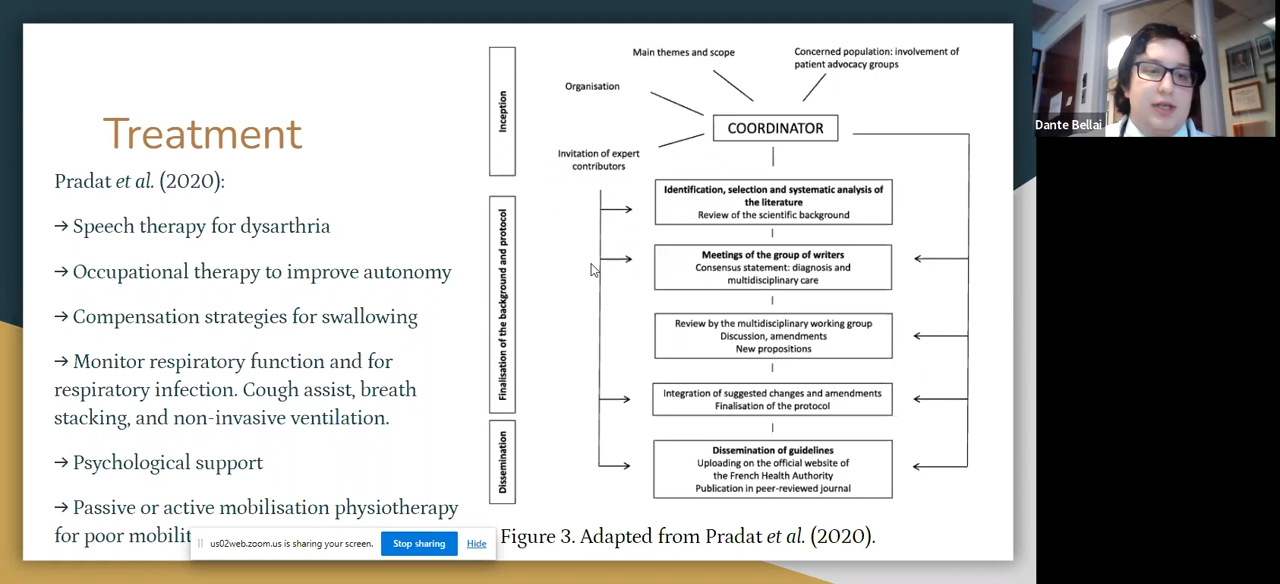 Treatment
Pradat et al. (2020):
→ Speech therapy for dysarthria
→ Occupational therapy to improve autonomy
→ Compensation strategies for swallowing
→ Monitor respiratory function and for
respiratory infection. Cough assist, breath
stacking, and non-invasive ventilation.
→ Psychological support
→ Passive or active mobilisation physiotherapy
for poor
us02web.zoom.us is sharing your screen.
Stop sharing
Hide
Inception
Finalisation of the background and protocol
Dissemination
Main themes and scope
Concerned population: involvement of
patient advocacy groups
Organisation
COORDINATOR
Invitation of expert
contributors
Identification, selection and systematic analysis of
the literature
Review of the scientific background
Meetings of the group of writers
Consensus statement: diagnosis and
multidisciplinary care
Review by the multidisciplinary working group
Discussion, amendments
New propositions
Integration of suggested changes and amendments
Finalisation of the protocol
Dissemination of guidelines
Uploading on the official website of
the French Health Authority
Publication in peer-reviewed journal
Figure 3. Adapted from Pradat et al. (2020).
Dante Bellai